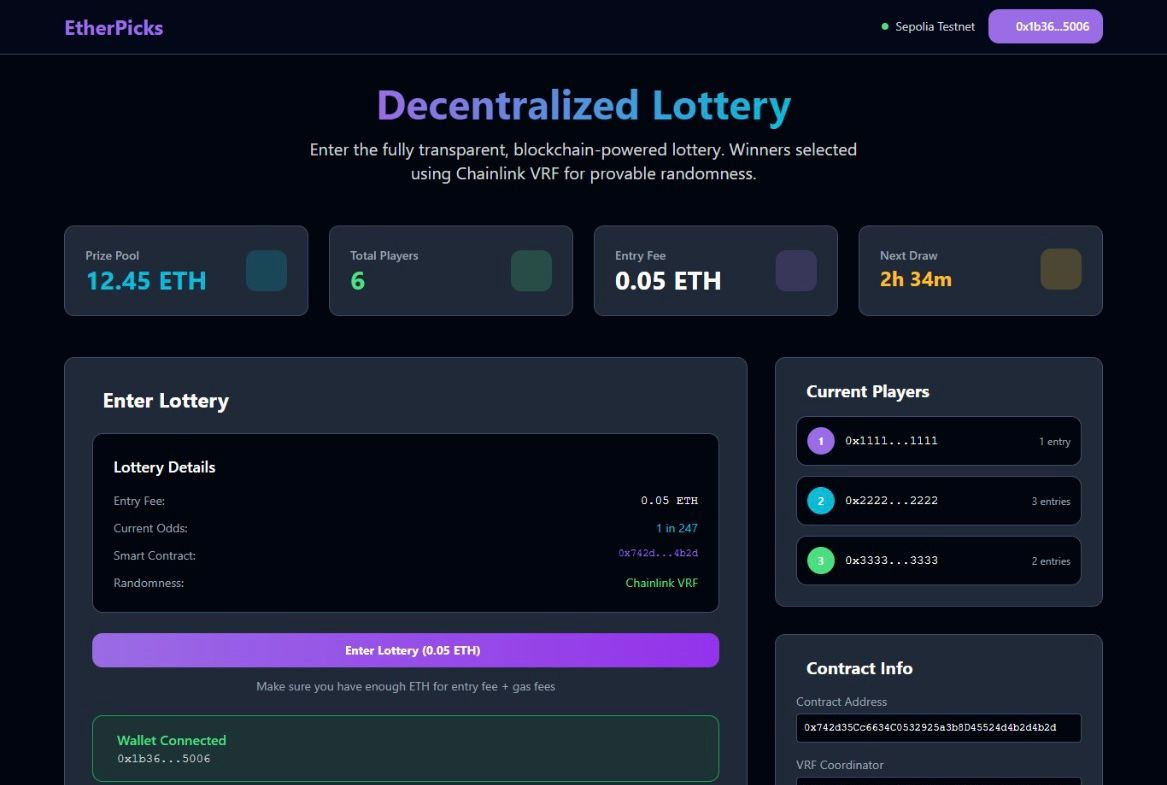 EtherPicks
Sepolia Testnet
0x1b36...5006
Decentralized Lottery
Enter the fully transparent, blockchain-powered lottery. Winners selected
using Chainlink VRF for provable randomness.
Prize Pool
12.45 ETH
Total Players
6
Entry Fee
0.05 ETH
Next Draw
2h 34m
Enter Lottery
Lottery Details
Entry Fee:
0.05 ETH
Current Odds:
1 in 247
Smart Contract:
0x742d...4b2d
Randomness:
Chainlink VRF
Enter Lottery (0.05 ETH)
Make sure you have enough ETH for entry fee + gas fees
Wallet Connected
0x1b36...5006
Current Players
1
0x1111...1111
1 entry
2
0x2222...2222
3 entries
3
0x3333...3333
2 entries
Contract Info
Contract Address
0x742d35Cc6634C0532925a3b8D45524d4b2d4b2d
VRF Coordinator